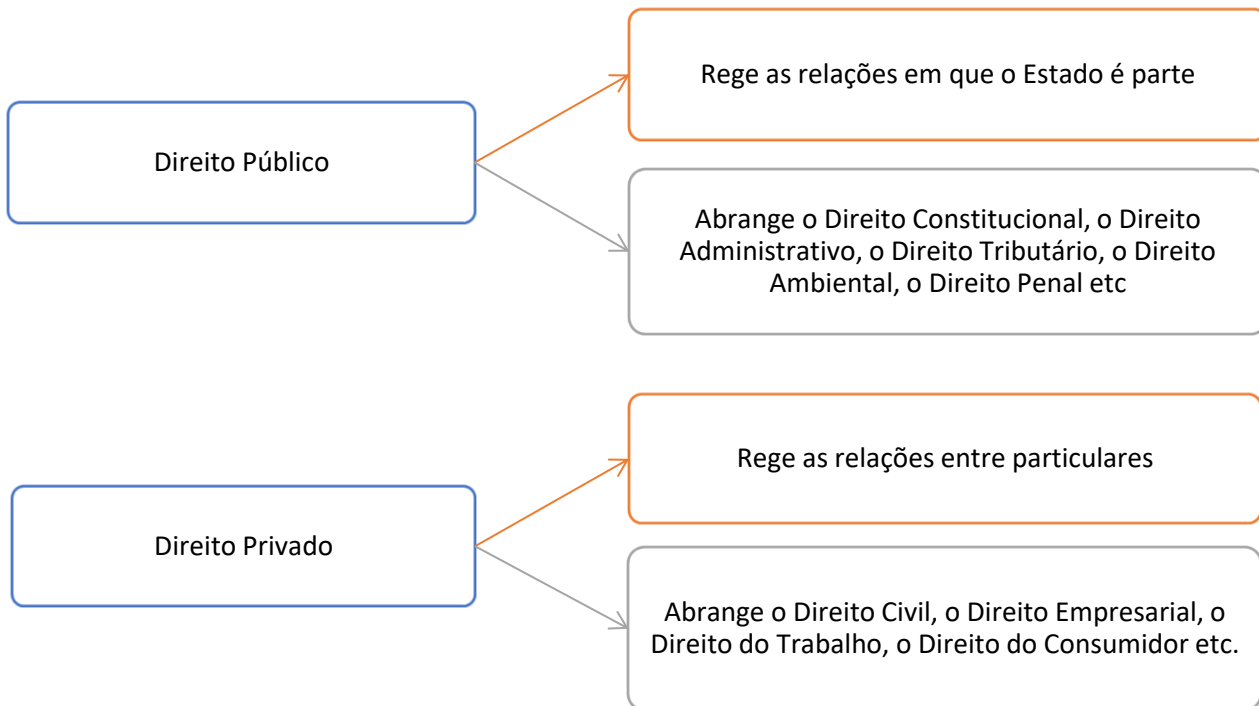 Direito Público
Rege as relações em que o Estado é parte
Abrange o Direito Constitucional, o Direito
Administrativo, o Direito Tributário, o Direito
Ambiental, o Direito Penal etc
Direito Privado
Rege as relações entre particulares
Abrange o Direito Civil, o Direito Empresarial, o
Direito do Trabalho, o Direito do Consumidor etc.